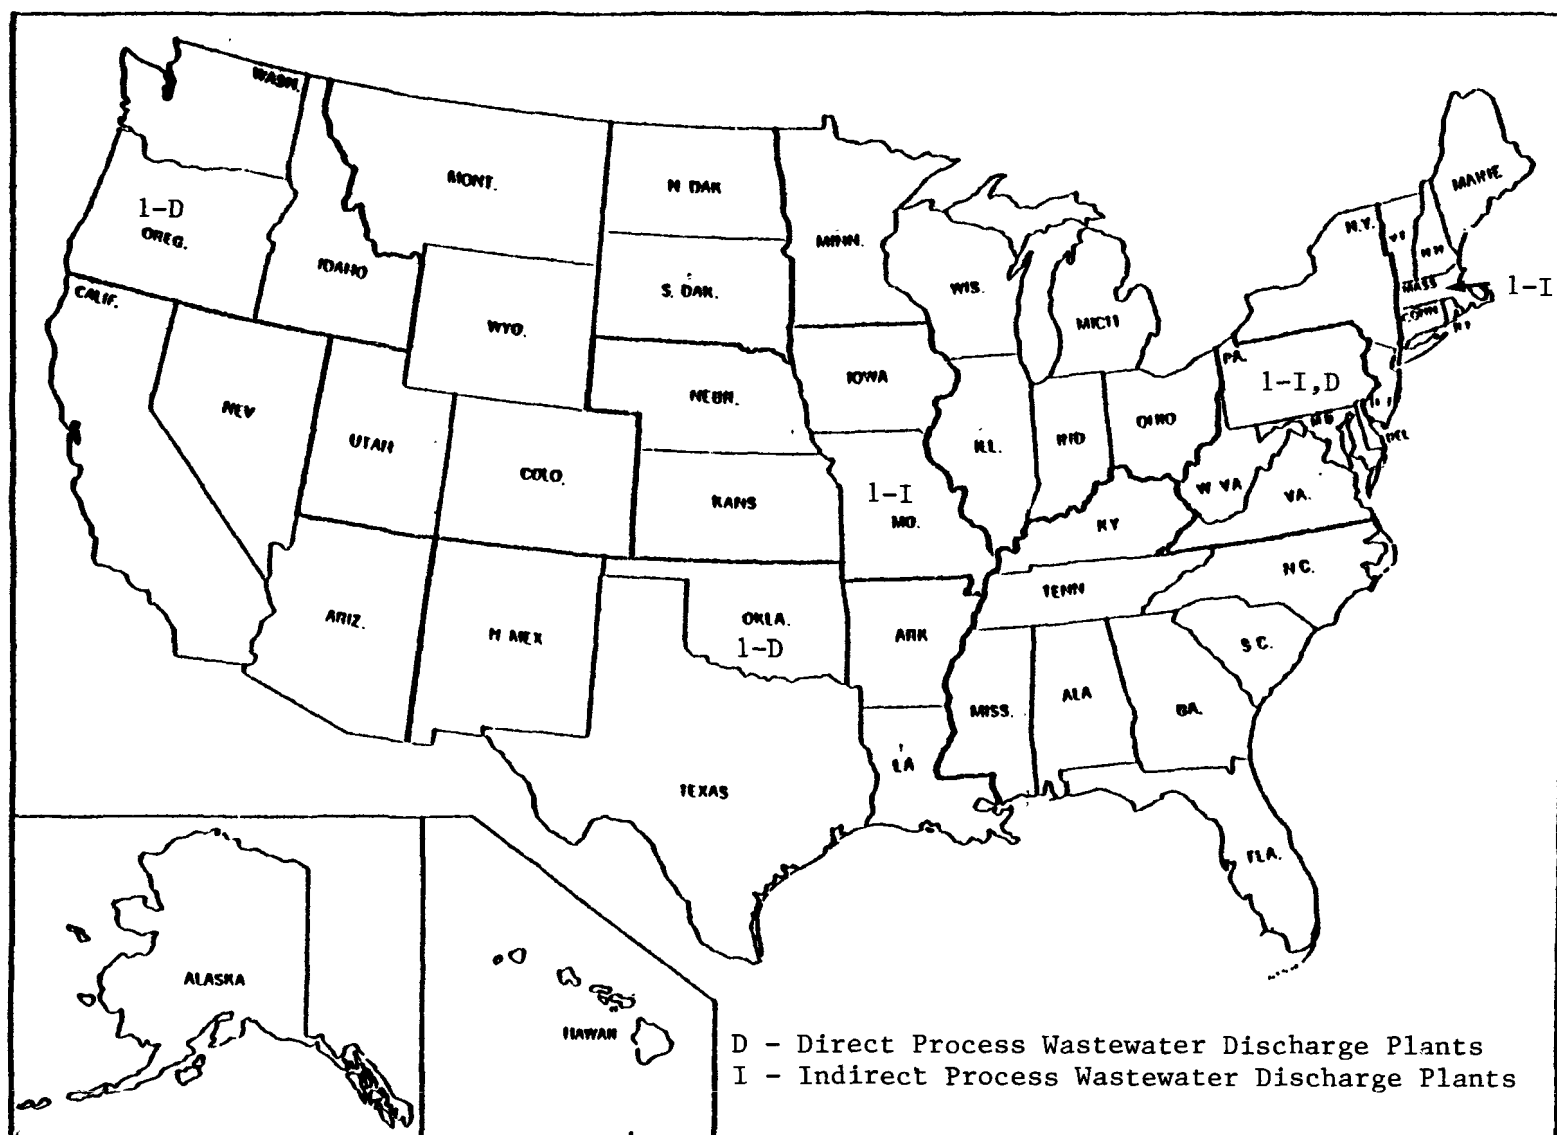 WASH.
MONT.
N DAK
MINN.
MAINE
1-D
OREG.
IDAHO
S. DAK.
WIS.
MICH
N.Y.
VT
N H
MASS
1-I
CONN
R I
CALIF.
WYO.
IOWA
NEBR.
PA.
1-I,D
N J
NEV
UTAH
COLO.
KANS
1-I
MO.
ILL.
IND
OHIO
MD
DEL
W VA
VA.
KY
ARIZ.
N MEX
OKLA.
1-D
ARK
TENN
N C.
S C.
TEXAS
LA
MISS.
ALA
GA.
FLA.
ALASKA
HAWAII
D - Direct Process Wastewater Discharge Plants
I - Indirect Process Wastewater Discharge Plants